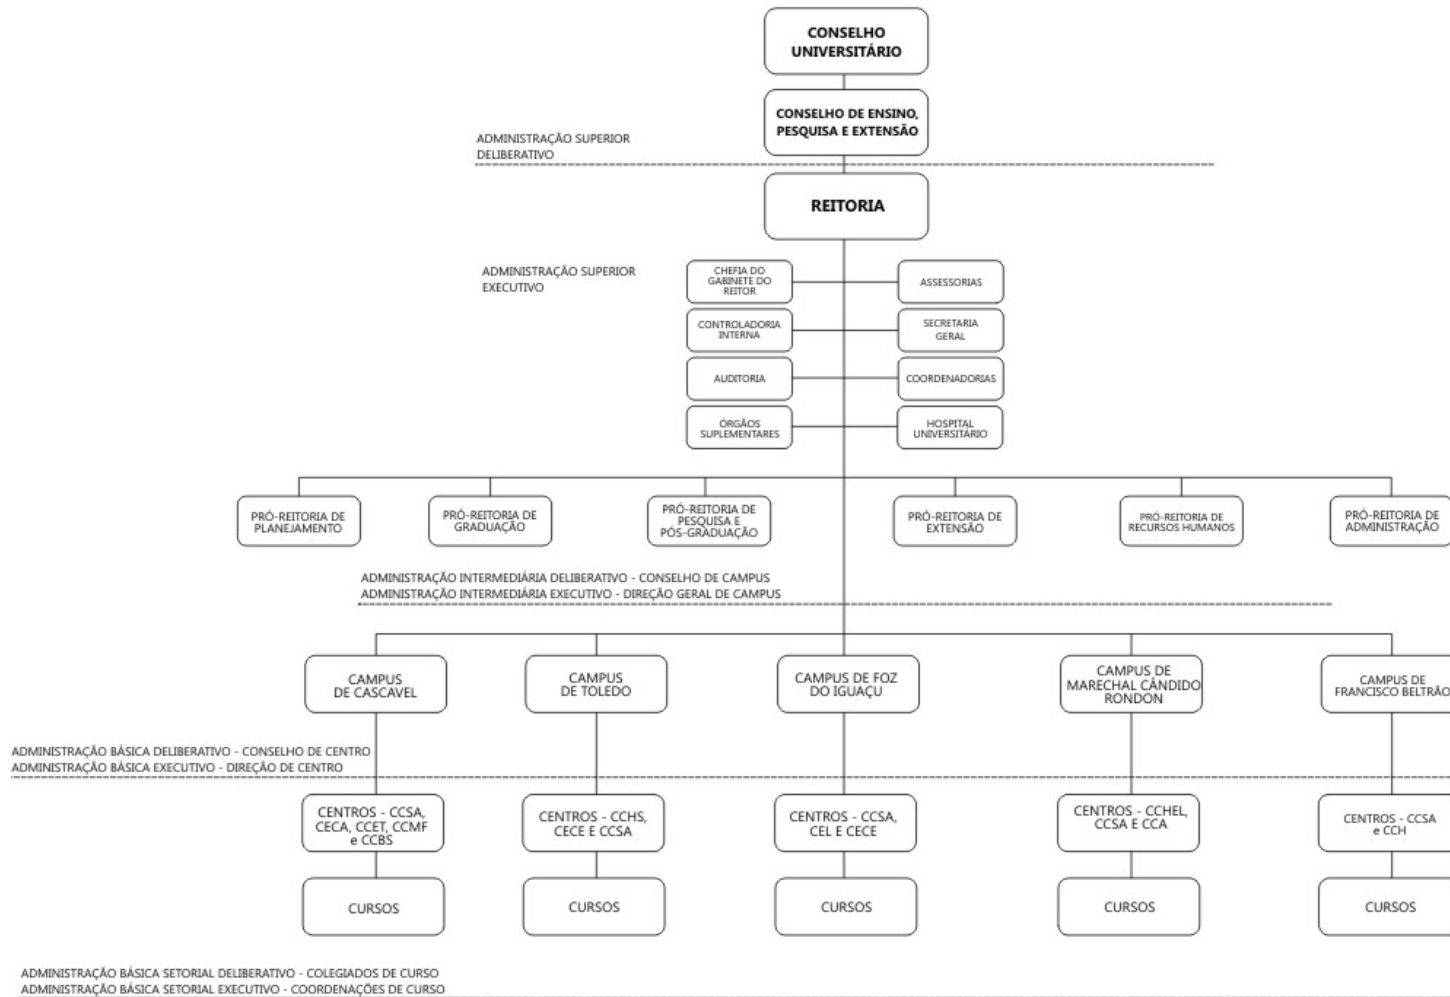 CONSELHO
UNIVERSITÁRIO
CONSELHO DE ENSINO,
PESQUISA E EXTENSÃO
ADMINISTRAÇÃO SUPERIOR
DELIBERATIVO
REITORIA
ADMINISTRAÇÃO SUPERIOR
EXECUTIVO
CHEFIA DO
GABINETE DO
REITOR
ASSESSORIAS
CONTROLADORIA
INTERNA
SECRETARIA
GERAL
AUDITORIA
COORDENADORIAS
ÓRGÃOS
SUPLEMENTARES
HOSPITAL
UNIVERSITÁRIO
PRÓ-REITORIA DE
PLANEJAMENTO
PRÓ-REITORIA DE
GRADUAÇÃO
PRÓ-REITORIA DE
PESQUISA E
PÓS-GRADUAÇÃO
PRÓ-REITORIA DE
EXTENSÃO
PRÓ-REITORIA DE
RECURSOS HUMANOS
PRÓ-REITORIA DE
ADMINISTRAÇÃO
ADMINISTRAÇÃO INTERMEDIÁRIA DELIBERATIVO - CONSELHO DE CAMPUS
ADMINISTRAÇÃO INTERMEDIÁRIA EXECUTIVO - DIREÇÃO GERAL DE CAMPUS
CAMPUS
DE CASCAVEL
CAMPUS
DE TOLEDO
CAMPUS DE FOZ
DO IGUAÇU
CAMPUS DE
MARECHAL CÂNDIDO
RONDON
CAMPUS DE
FRANCISCO BELTRÃO
ADMINISTRAÇÃO BÁSICA DELIBERATIVO - CONSELHO DE CENTRO
ADMINISTRAÇÃO BÁSICA EXECUTIVO - DIREÇÃO DE CENTRO
CENTROS - CCSA,
CECA, CCET, CCMF
e CCBS
CENTROS - CCHS,
CECE E CCSA
CENTROS - CCSA,
CEL E CECE
CENTROS - CCHEL,
CCSA E CCA
CENTROS - CCSA
e CCH
CURSOS
CURSOS
CURSOS
CURSOS
CURSOS
ADMINISTRAÇÃO BÁSICA SETORIAL DELIBERATIVO - COLEGIADOS DE CURSO
ADMINISTRAÇÃO BÁSICA SETORIAL EXECUTIVO - COORDENAÇÕES DE CURSO